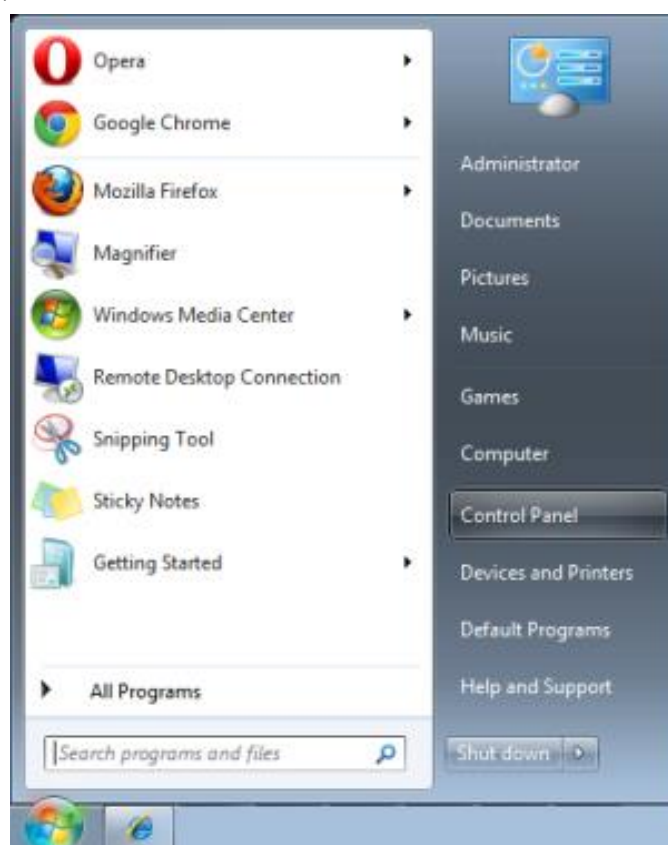 Opera
Google Chrome
Mozilla Firefox
Magnifier
Windows Media Center
Remote Desktop Connection
Snipping Tool
Sticky Notes
Getting Started
All Programs
Search programs and files
Administrator
Documents
Pictures
Music
Games
Computer
Control Panel
Devices and Printers
Default Programs
Help and Support
Shut down